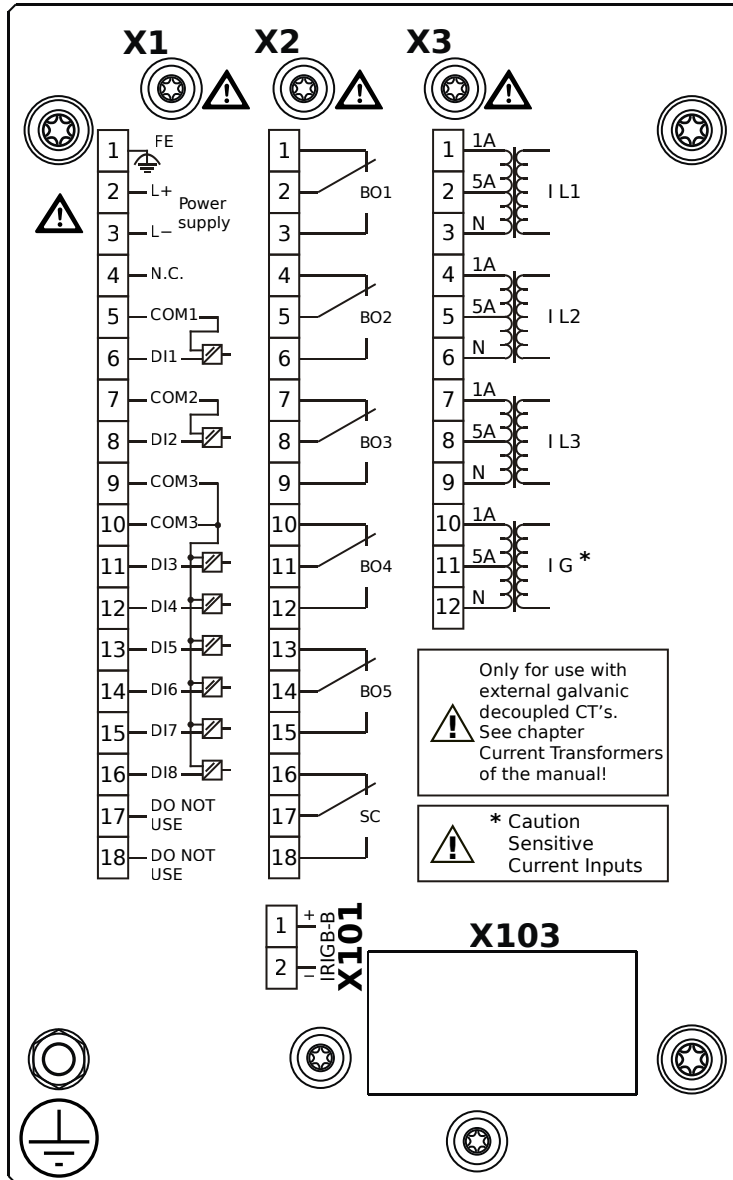 X1 X2 X3
1 FE
2 L+
Power
supply
3 L−
4 N.C.
5 COM1
6 DI1
7 COM2
8 DI2
9 COM3
10 COM3
11 DI3
12 DI4
13 DI5
14 DI6
15 DI7
16 DI8
17 DO NOT
USE
18 DO NOT
USE
1
2 BO1
3
4
5 BO2
6
7
8 BO3
9
10
11 BO4
12
13
14 BO5
15
16
17 SC
18
1 1A
2 5A I L1
3 N
4 1A
5 5A I L2
6 N
7 1A
8 5A I L3
9 N
10 1A
11 5A I G *
12 N
! Only for use with
external galvanic
decoupled CT's.
See chapter
Current Transformers
of the manual!
! * Caution
Sensitive
Current Inputs
1 +
2 −
IRIGB-B
X101
X103
!
!
!
!